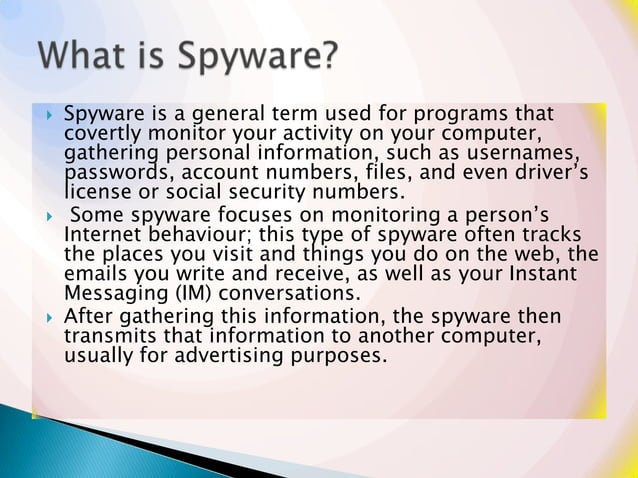 What is Spyware?
Spyware is a general term used for programs that
covertly monitor your activity on your computer,
gathering personal information, such as usernames,
passwords, account numbers, files, and even driver's
license or social security numbers.
Some spyware focuses on monitoring a person's
Internet behaviour; this type of spyware often tracks
the places you visit and things you do on the web, the
emails you write and receive, as well as your Instant
Messaging (IM) conversations.
After gathering this information, the spyware then
transmits that information to another computer,
usually for advertising purposes.